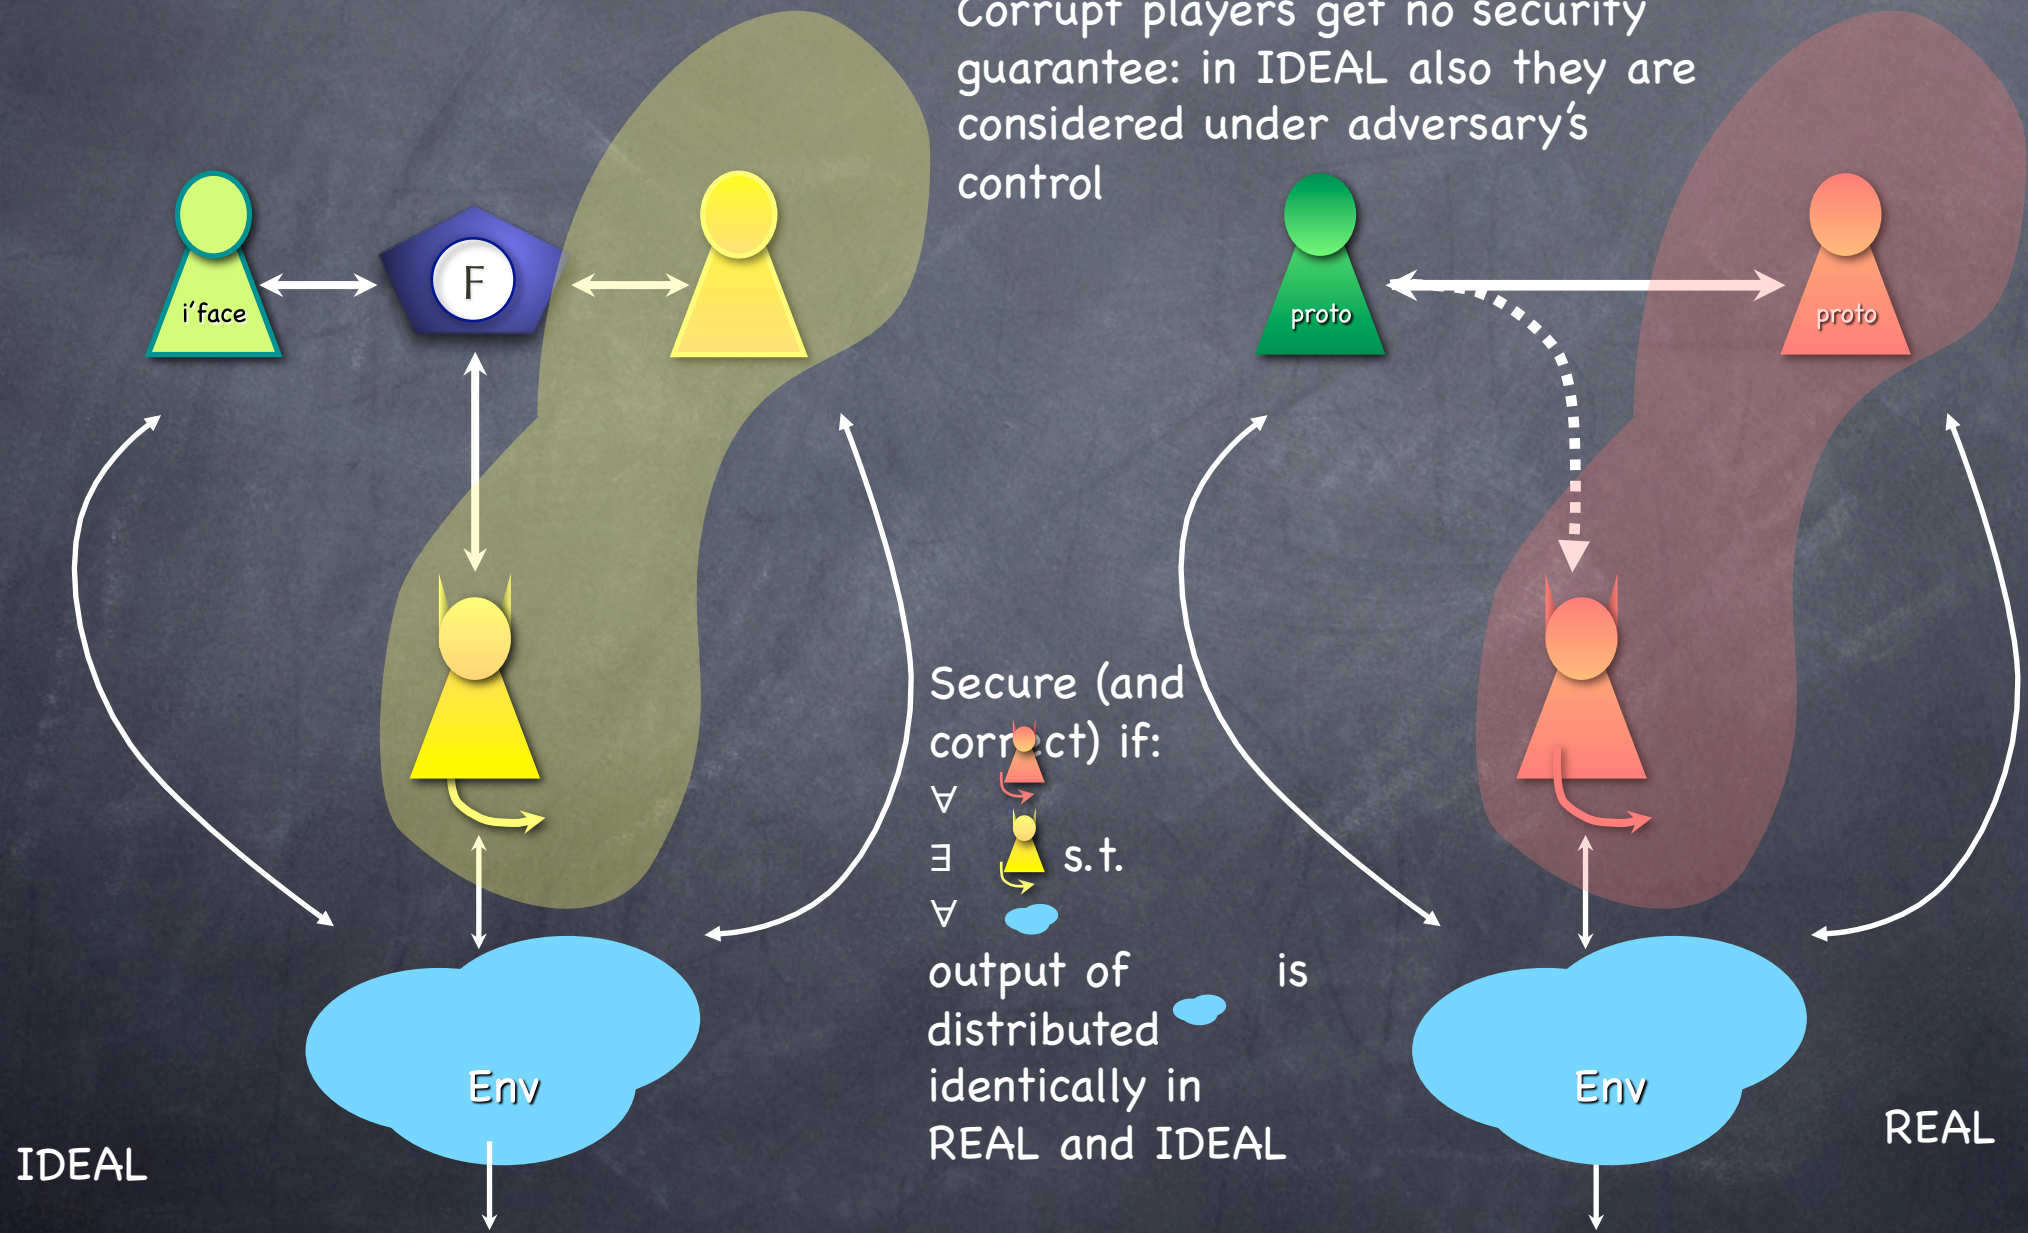 Corrupt players get no security
guarantee: in IDEAL also they are
considered under adversary's
control
i'face
F
proto
proto
Secure (and
correct) if:
∀
∃ s.t.
∀
output of is
distributed
identically in
REAL and IDEAL
Env
Env
IDEAL
REAL